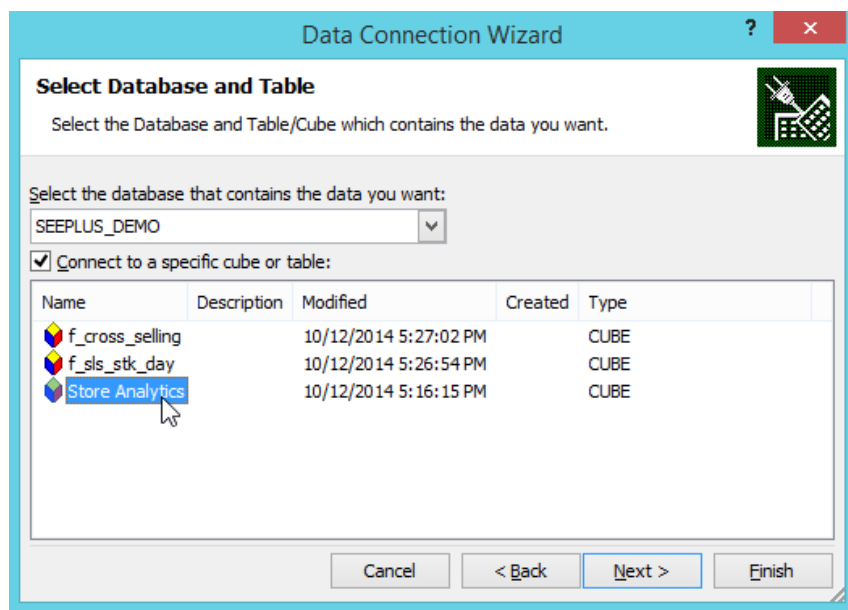 Data Connection Wizard ?
Select Database and Table
Select the Database and Table/Cube which contains the data you want.
Select the database that contains the data you want:
SEEPLUS_DEMO
Connect to a specific cube or table:
Name Description Modified Created Type
f_cross_selling 10/12/2014 5:27:02 PM CUBE
f_sls_stk_day 10/12/2014 5:26:54 PM CUBE
Store Analytics 10/12/2014 5:16:15 PM CUBE
Cancel < Back Next > Finish